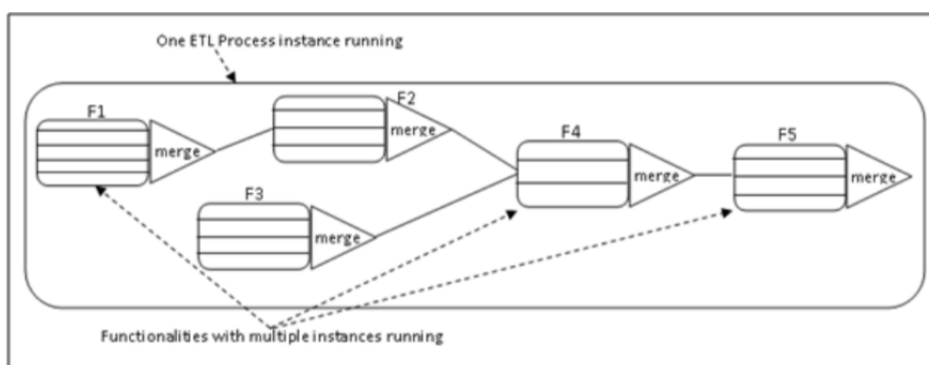 One ETL Process instance running
F1
merge
F2
merge
F3
merge
F4
merge
F5
merge
Functionalities with multiple instances running